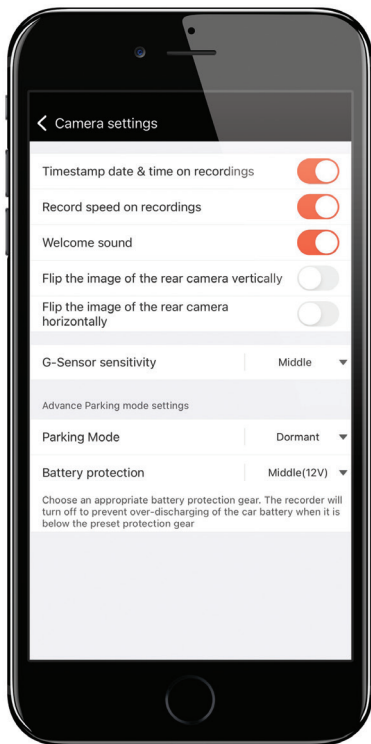 Camera settings
Timestamp date & time on recordings
Record speed on recordings
Welcome sound
Flip the image of the rear camera vertically
Flip the image of the rear camera
horizontally
G-Sensor sensitivity Middle
Advance Parking mode settings
Parking Mode Dormant
Battery protection Middle(12V)
Choose an appropriate battery protection gear. The recorder will
turn off to prevent over-discharging of the car battery when it is
below the preset protection gear